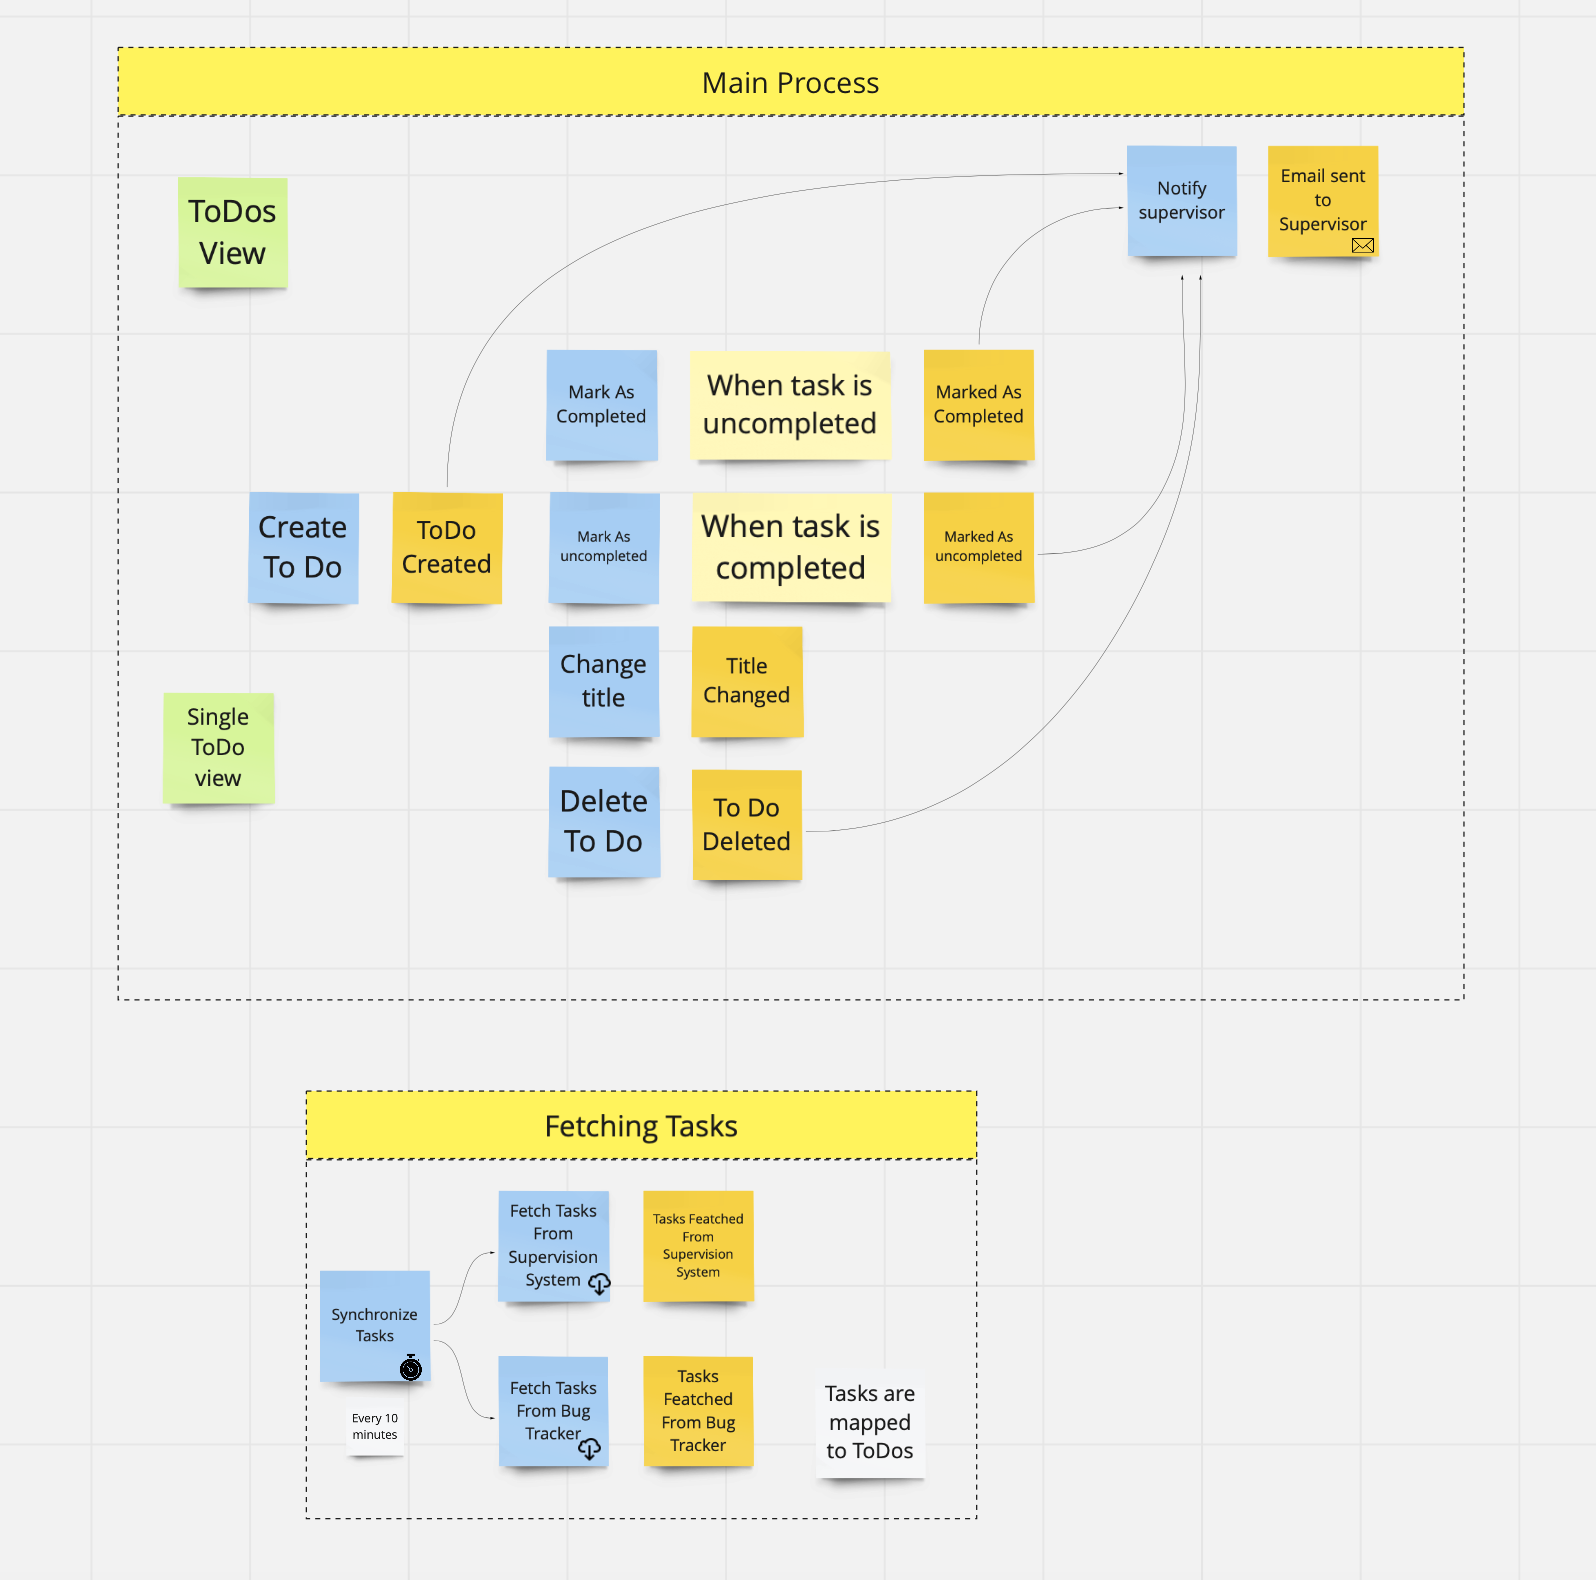 Main Process
ToDos
View
Notify
supervisor
Email sent
to
Supervisor
Mark As
Completed
When task is
uncompleted
Marked As
Completed
Create
To Do
ToDo
Created
Mark As
uncompleted
When task is
completed
Marked As
uncompleted
Change
title
Title
Changed
Single
ToDo
view
Delete
To Do
To Do
Deleted
Fetching Tasks
Fetch Tasks
From
Supervision
System
Tasks Featched
From
Supervision
System
Synchronize
Tasks
Every 10
minutes
Fetch Tasks
From Bug
Tracker
Tasks
Featched
From Bug
Tracker
Tasks are
mapped
to ToDos